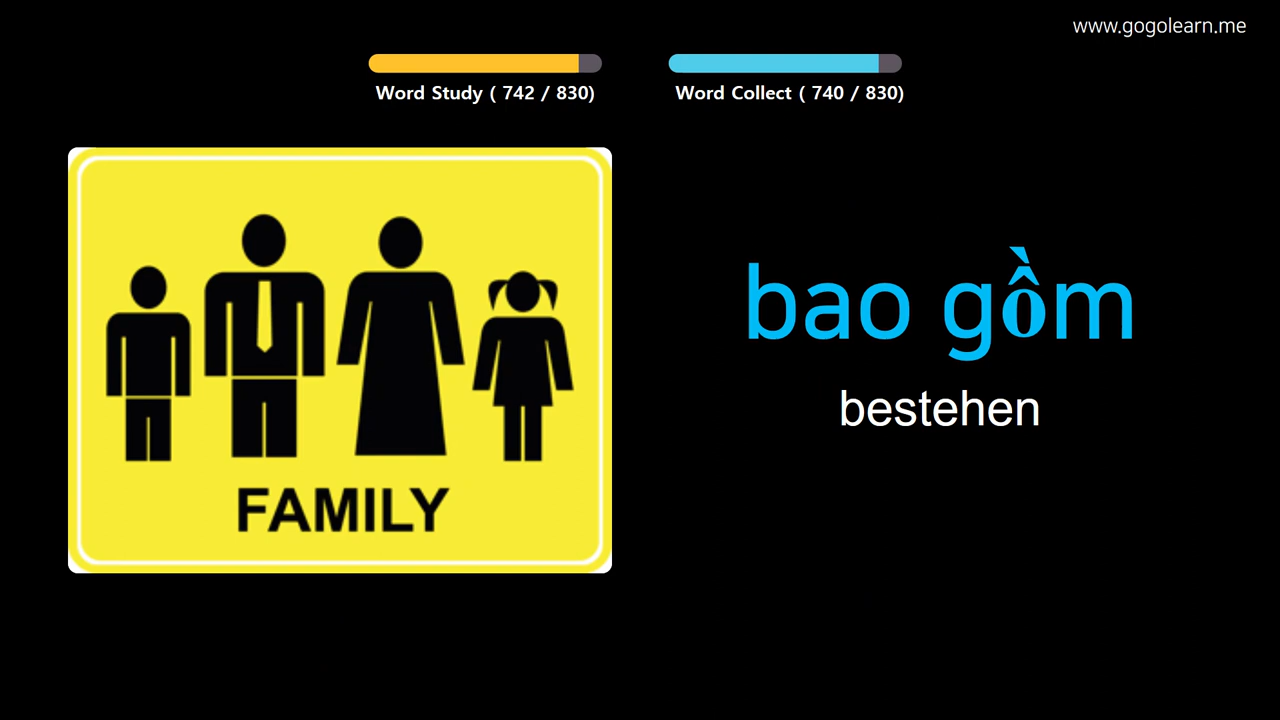 www.gogolearn.me
Word Study ( 742 / 830)
Word Collect ( 740 / 830)
FAMILY
bao gồm
bestehen